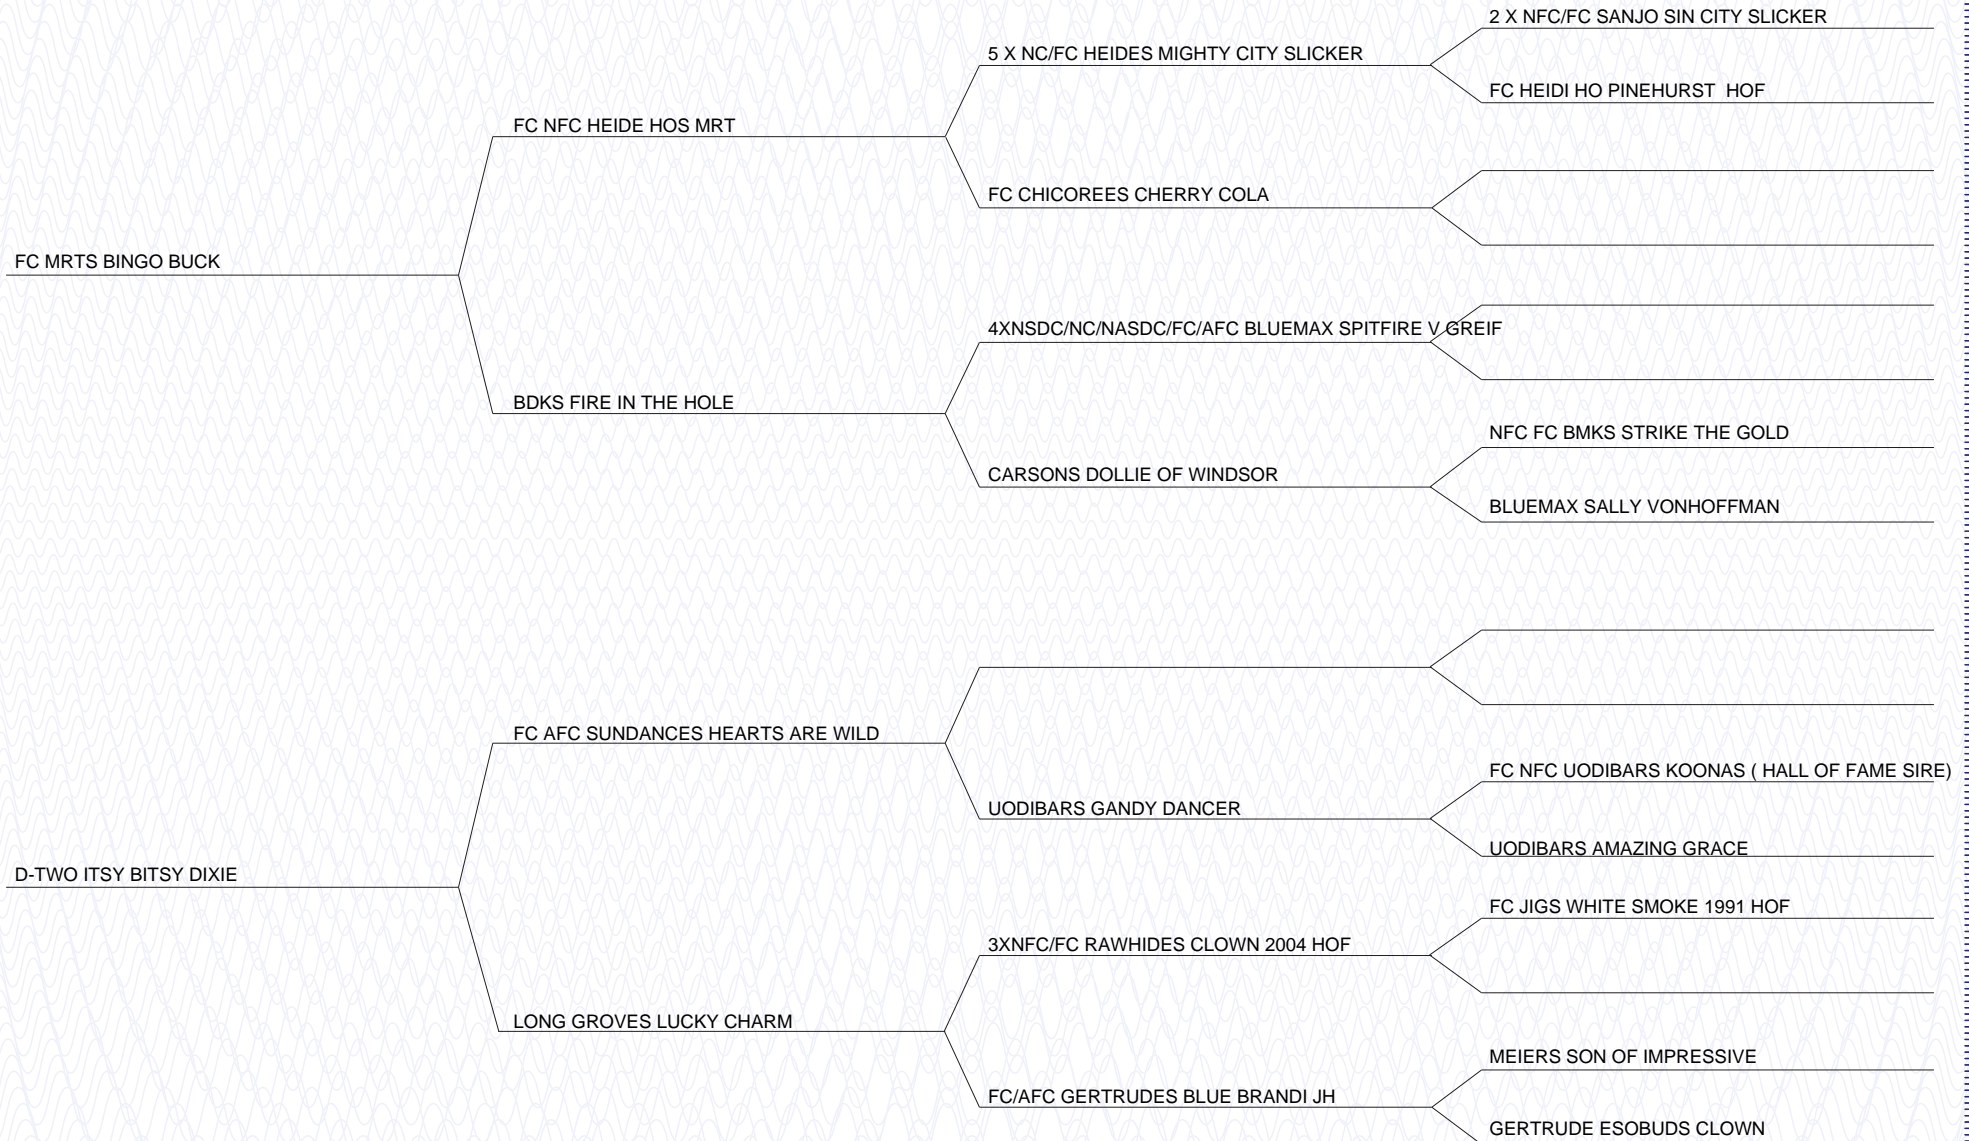 2 X NFC/FC SANJO SIN CITY SLICKER
5 X NC/FC HEIDES MIGHTY CITY SLICKER
FC HEIDI HO PINEHURST  HOF
FC NFC HEIDE HOS MRT
FC CHICOREES CHERRY COLA
FC MRTS BINGO BUCK
4XNSDC/NC/NASDC/FC/AFC BLUEMAX SPITFIRE V GREIF
BDKS FIRE IN THE HOLE
NFC FC BMKS STRIKE THE GOLD
CARSONS DOLLIE OF WINDSOR
BLUEMAX SALLY VONHOFFMAN
FC AFC SUNDANCES HEARTS ARE WILD
FC NFC UODIBARS KOONAS ( HALL OF FAME SIRE)
UODIBARS GANDY DANCER
UODIBARS AMAZING GRACE
D-TWO ITSY BITSY DIXIE
FC JIGS WHITE SMOKE 1991 HOF
3XNFC/FC RAWHIDES CLOWN 2004 HOF
LONG GROVES LUCKY CHARM
MEIERS SON OF IMPRESSIVE
FC/AFC GERTRUDES BLUE BRANDI JH
GERTRUDE ESOBUDS CLOWN